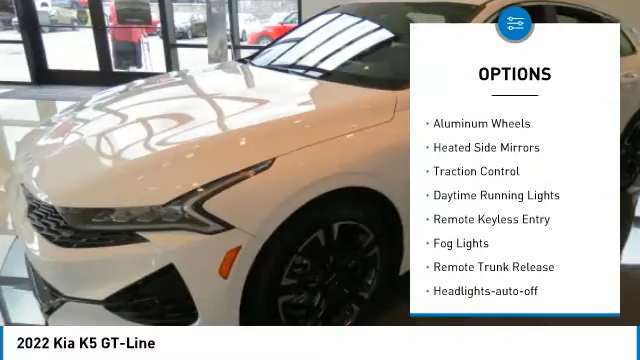 OPTIONS
Aluminum Wheels
Heated Side Mirrors
Traction Control
Daytime Running Lights
Remote Keyless Entry
Fog Lights
Remote Trunk Release
Headlights-auto-off
2022 Kia K5 GT-Line